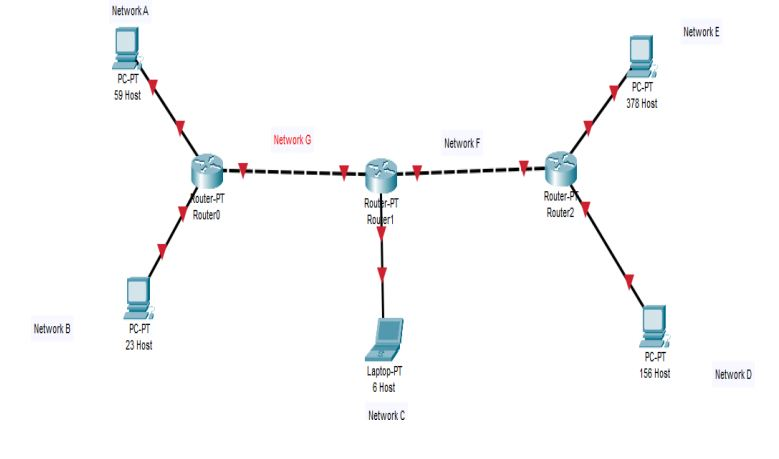 Network A
Network E
PC-PT
59 Host
PC-PT
378 Host
Network G
Network F
Router-PT
Router0
Router-PT
Router1
Router-PT
Router2
Network B
PC-PT
23 Host
Laptop-PT
6 Host
Network C
PC-PT
156 Host
Network D